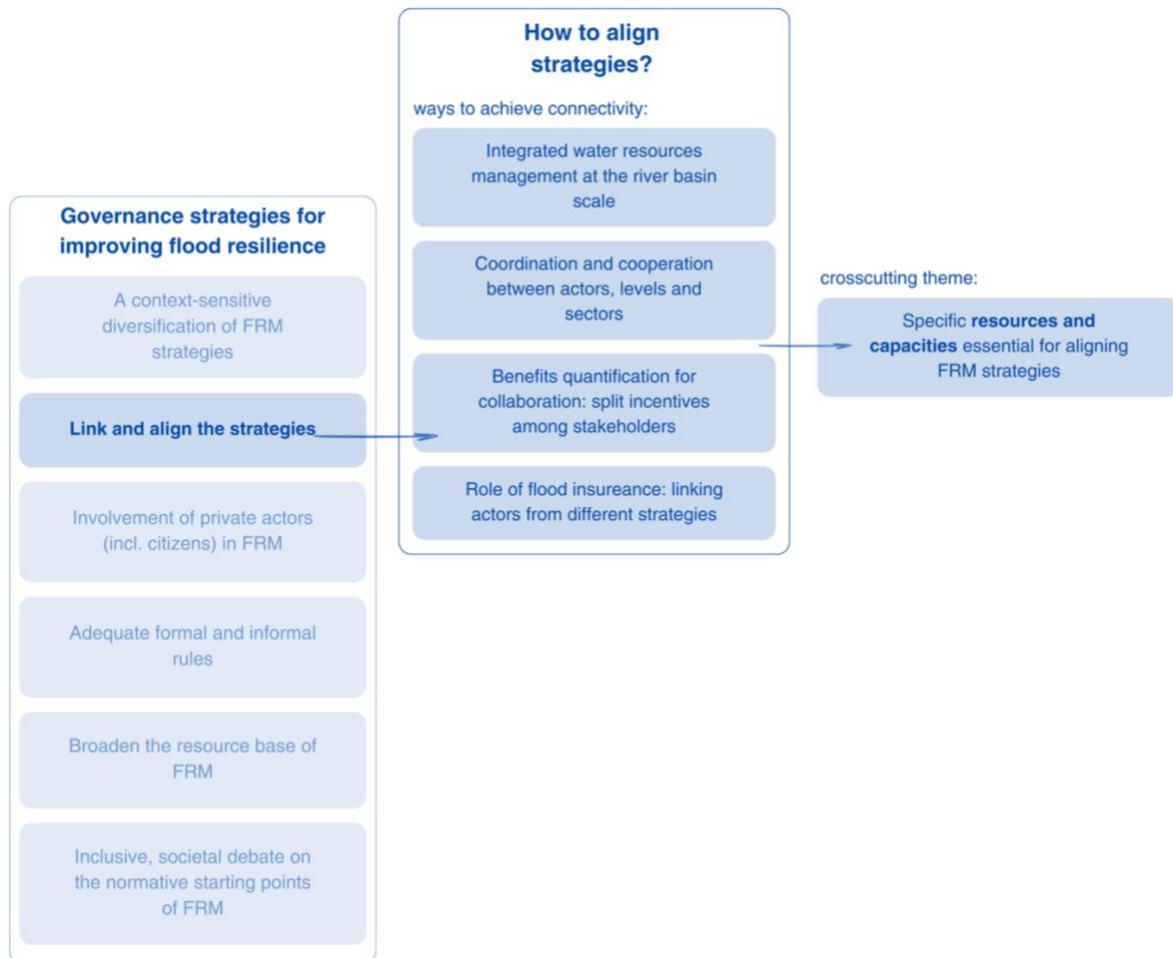 Governance strategies for
improving flood resilience
A context-sensitive
diversification of FRM
strategies
Link and align the strategies
Involvement of private actors
(incl. citizens) in FRM
Adequate formal and informal
rules
Broaden the resource base of
FRM
Inclusive, societal debate on
the normative starting points
of FRM
How to align
strategies?
ways to achieve connectivity:
Integrated water resources
management at the river basin
scale
Coordination and cooperation
between actors, levels and
sectors
Benefits quantification for
collaboration: split incentives
among stakeholders
Role of flood insureance: linking
actors from different strategies
crosscutting theme:
Specific resources and
capacities essential for aligning
FRM strategies